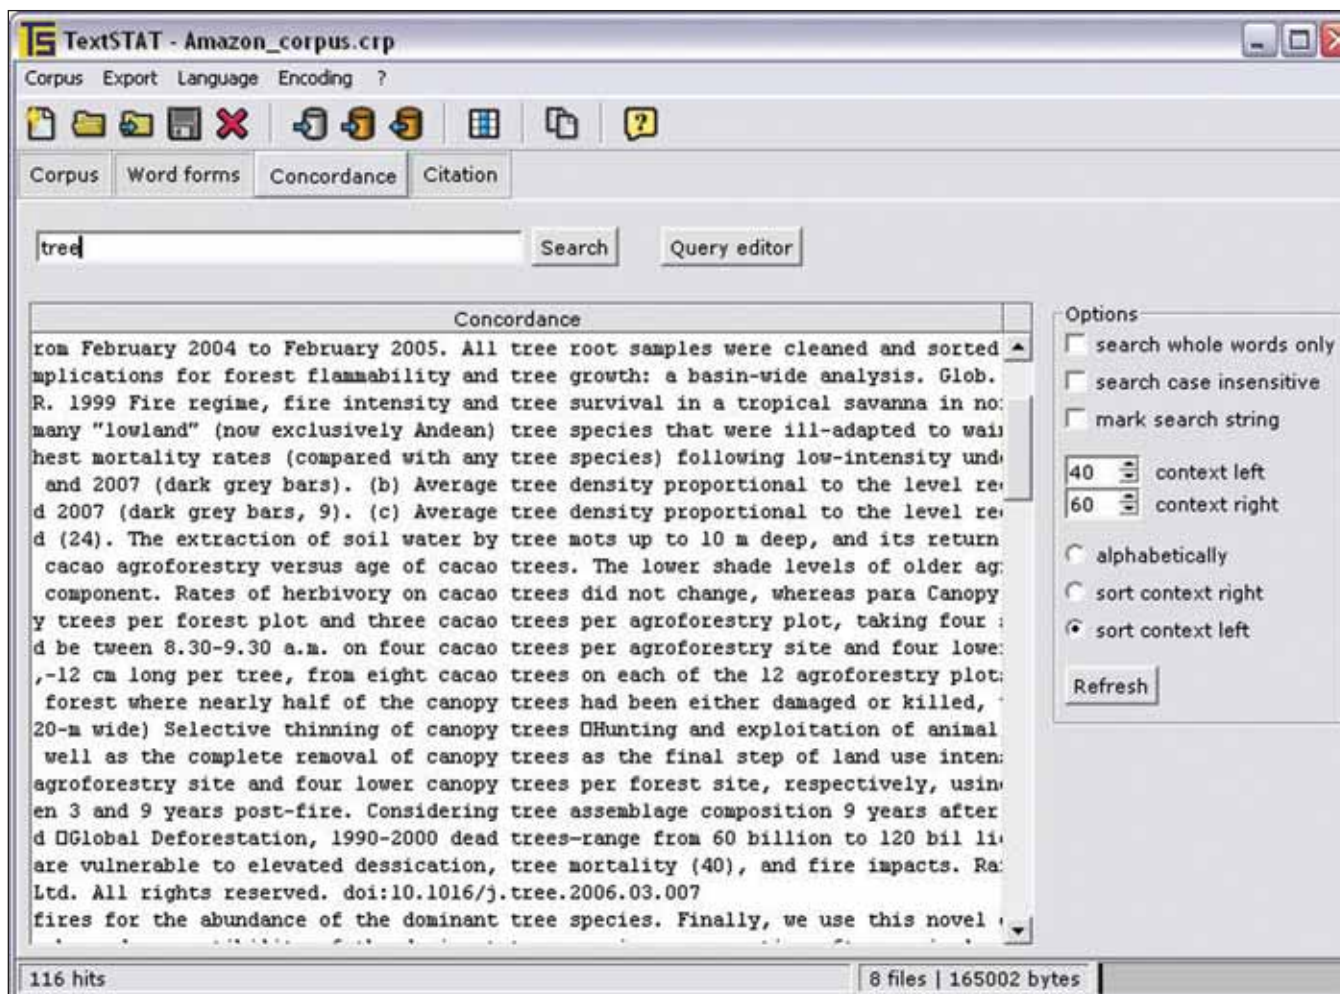 TS TextSTAT - Amazon_corpus.crp
Corpus Export Language Encoding ?
Corpus Word forms Concordance Citation
tree Search Query editor
Concordance
rom February 2004 to February 2005. All tree root samples were cleaned and sorted
mplications for forest flammability and tree growth: a basin-wide analysis. Glob.
R. 1999 Fire regime, fire intensity and tree survival in a tropical savanna in no
many "lowland" (now exclusively Andean) tree species that were ill-adapted to wa
hest mortality rates (compared with any tree species) following low-intensity und
and 2007 (dark grey bars). (b) Average tree density proportional to the level re
d 2007 (dark grey bars, 9). (c) Average tree density proportional to the level re
d (24). The extraction of soil water by tree mots up to 10 m deep, and its return
cacao agroforestry versus age of cacao trees. The lower shade levels of older ag
component. Rates of herbivory on cacao trees did not change, whereas para Canopy
y trees per forest plot and three cacao trees per agroforestry plot, taking four
d be tween 8.30-9.30 a.m. on four cacao trees per agroforestry site and four lowe
,-12 cm long per tree, from eight cacao trees on each of the 12 agroforestry plot
forest where nearly half of the canopy trees had been either damaged or killed,
20-m wide) Selective thinning of canopy trees □Hunting and exploitation of animal
well as the complete removal of canopy trees as the final step of land use inten
agroforestry site and four lower canopy trees per forest site, respectively, usin
en 3 and 9 years post-fire. Considering tree assemblage composition 9 years after
d □Global Deforestation, 1990-2000 dead trees-range from 60 billion to 120 bil li
are vulnerable to elevated dessication, tree mortality (40), and fire impacts. Ra
Ltd. All rights reserved. doi:10.1016/j.tree.2006.03.007
fires for the abundance of the dominant tree species. Finally, we use this novel
Options
search whole words only
search case insensitive
mark search string
40 context left
60 context right
alphabetically
sort context right
sort context left
Refresh
116 hits 8 files | 165002 bytes